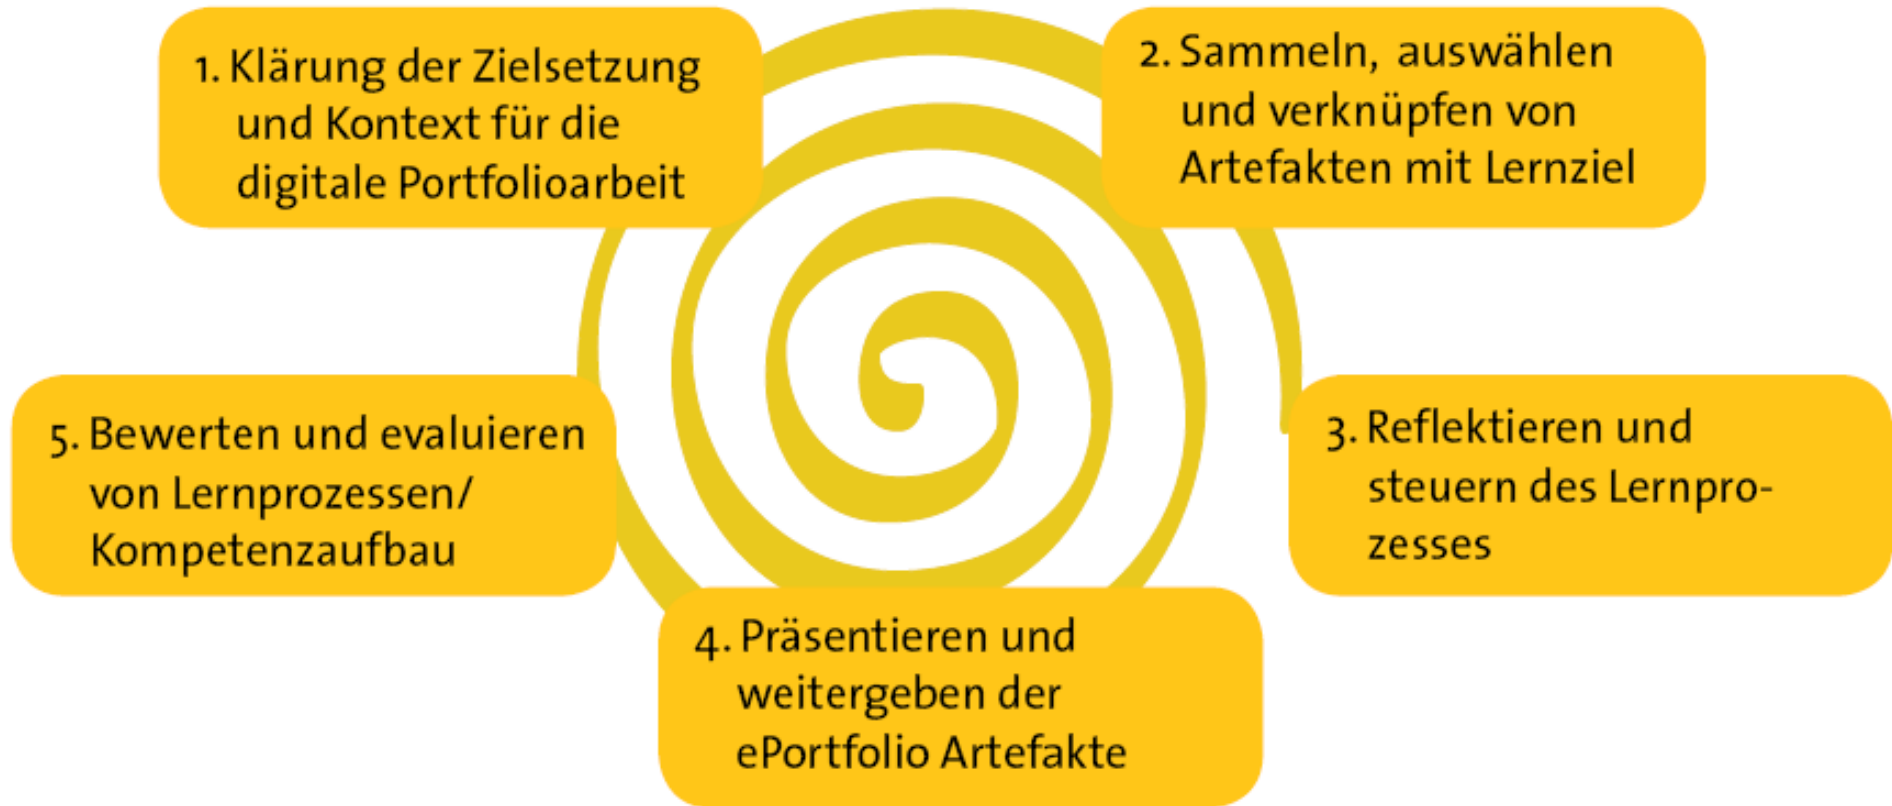 1. Klärung der Zielsetzung
und Kontext für die
digitale Portfolioarbeit
2. Sammeln, auswählen
und verknüpfen von
Artefakten mit Lernziel
3. Reflektieren und
steuern des Lernpro-
zesses
4. Präsentieren und
weitergeben der
ePortfolio Artefakte
5. Bewerten und evaluieren
von Lernprozessen/
Kompetenzaufbau